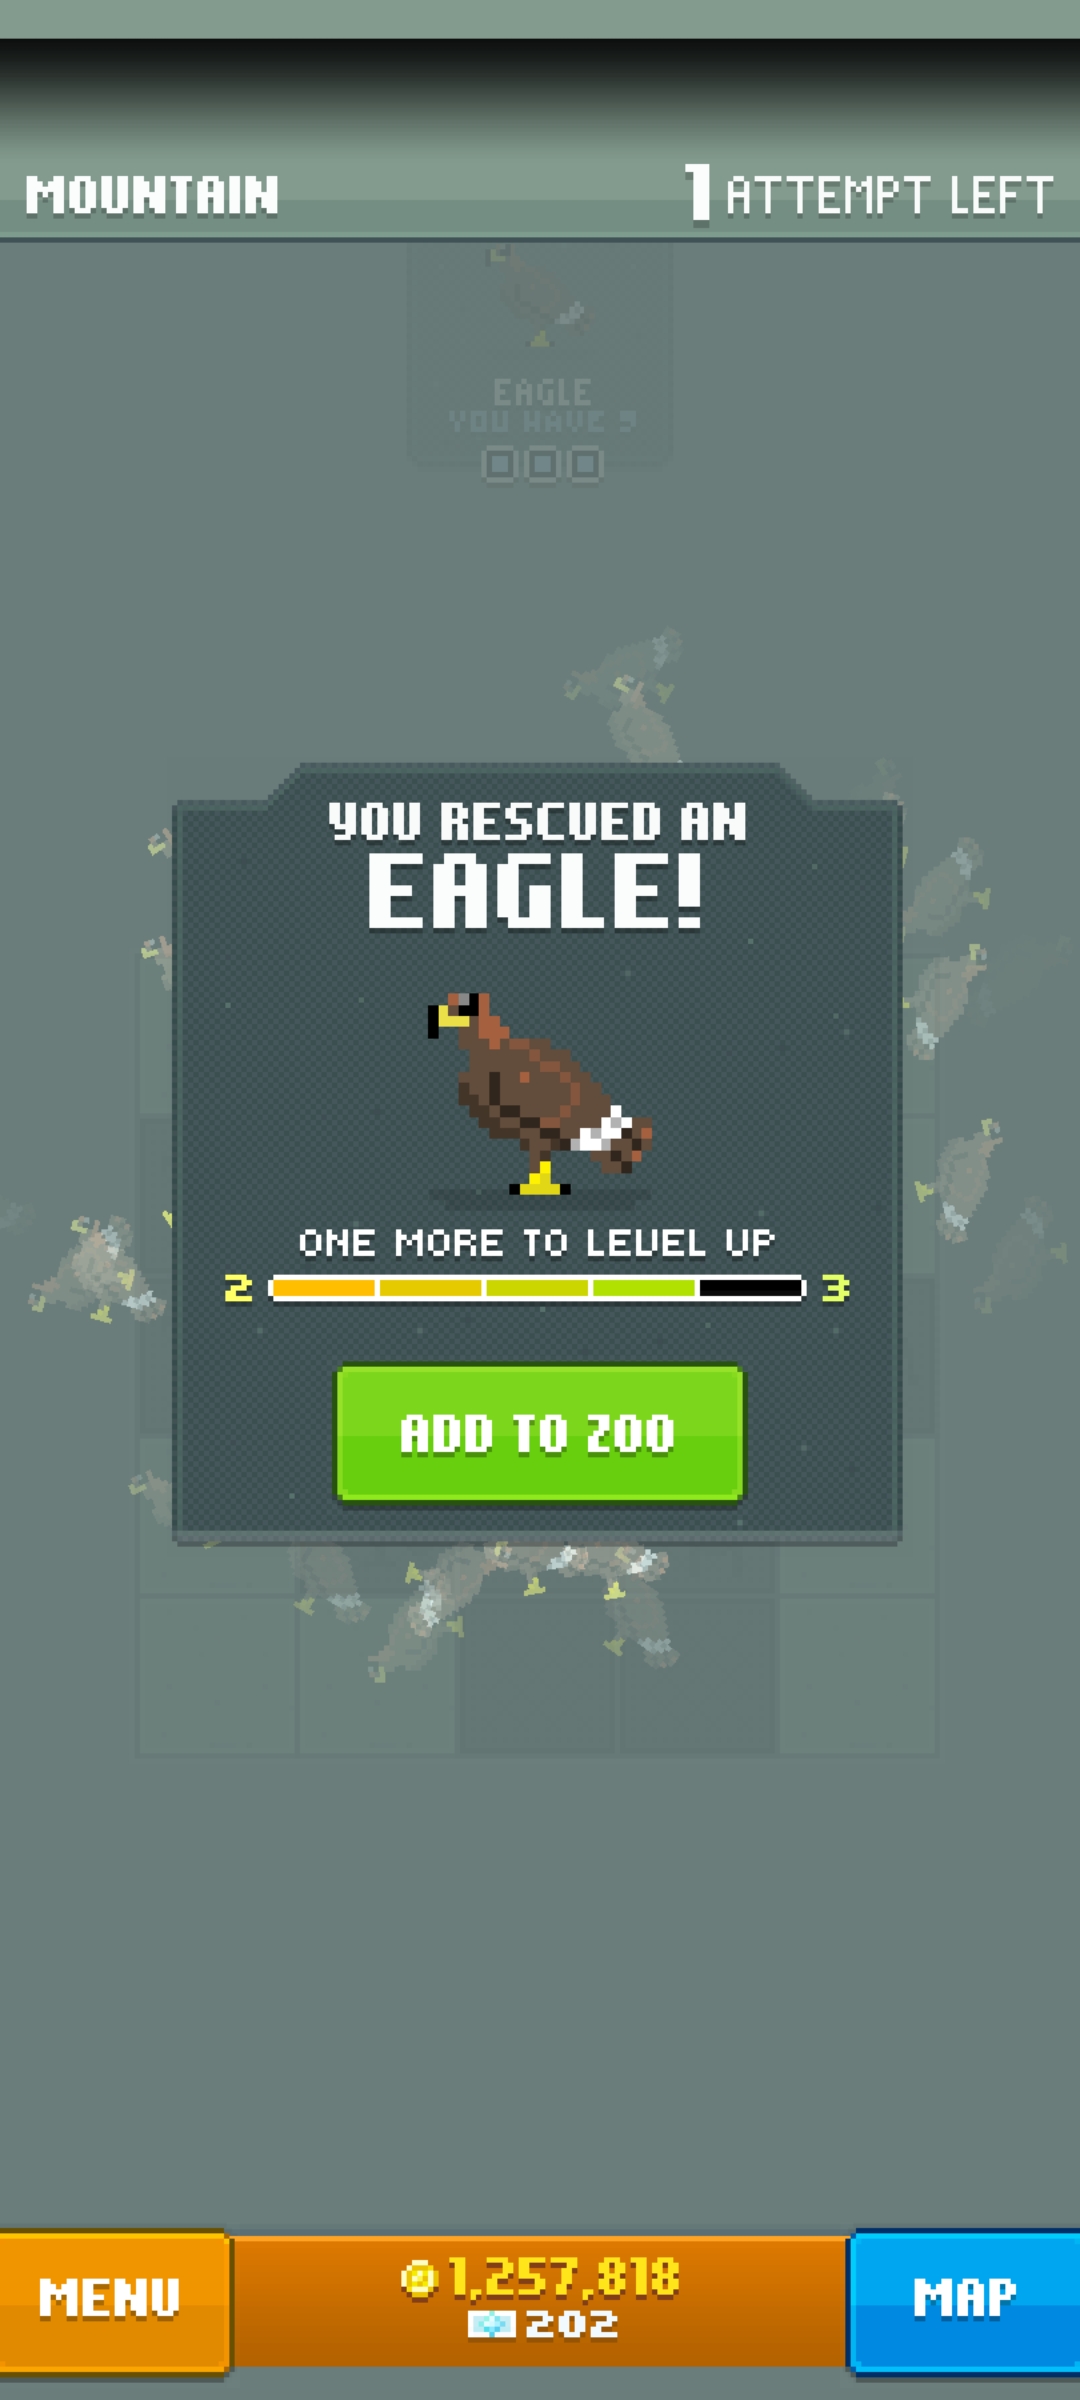 MOUNTAIN
1 ATTEMPT LEFT
EAGLE
YOU HAVE 9
YOU RESCUED AN
EAGLE!
ONE MORE TO LEVEL UP
2 3
ADD TO ZOO
MENU
1,257,818
202
MAP